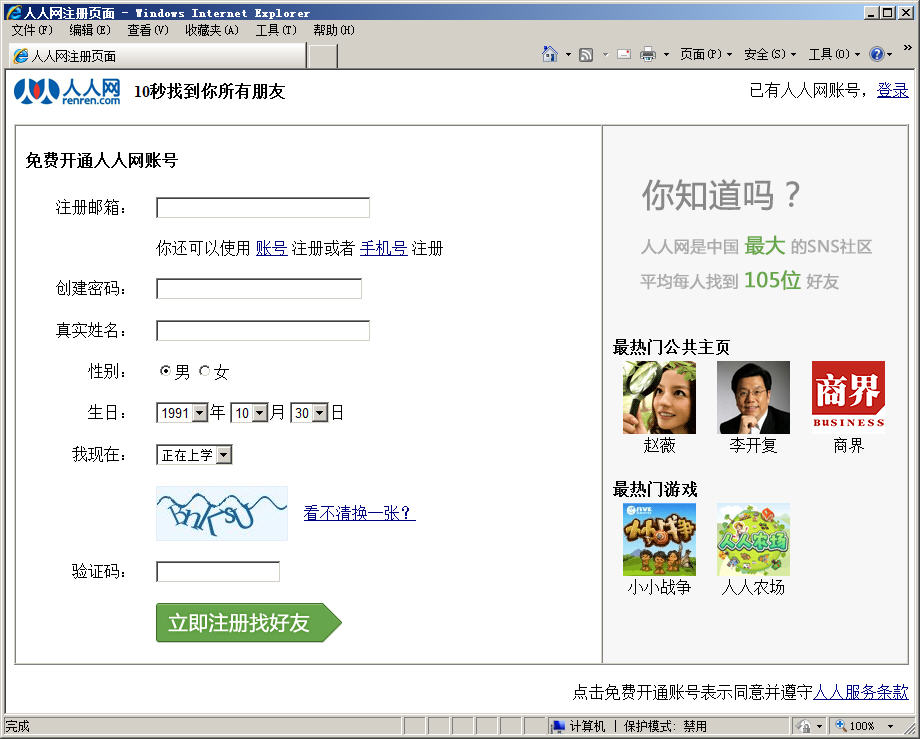 人人网注册页面 - Windows Internet Explorer
文件(F) 编辑(E) 查看(V) 收藏夹(A) 工具(T) 帮助(H)
人人网注册页面
页面(P) 安全(S) 工具(O)
人人网 renren.com 10秒找到你所有朋友
已有人人网账号，登录
免费开通人人网账号
注册邮箱：
你还可以使用 账号 注册或者 手机号 注册
创建密码：
真实姓名：
性别： 男 女
生日： 1991 年 10 月 30 日
我现在： 正在上学
BnKsU 看不清换一张？
验证码：
立即注册找好友
你知道吗？
人人网是中国 最大 的SNS社区
平均每人找到 105位 好友
最热门公共主页
商界
BUSINESS
赵薇 李开复 商界
最热门游戏
小小战争 人人农场
小小战争 人人农场
点击免费开通账号表示同意并遵守人人服务条款
完成 计算机 | 保护模式: 禁用 100%